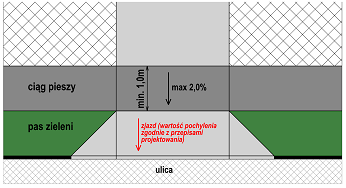 ciąg pieszy
min. 1,0m
max 2,0%
pas zieleni
zjazd (wartość pochylenia
zgodnie z przepisami
projektowania)
ulica